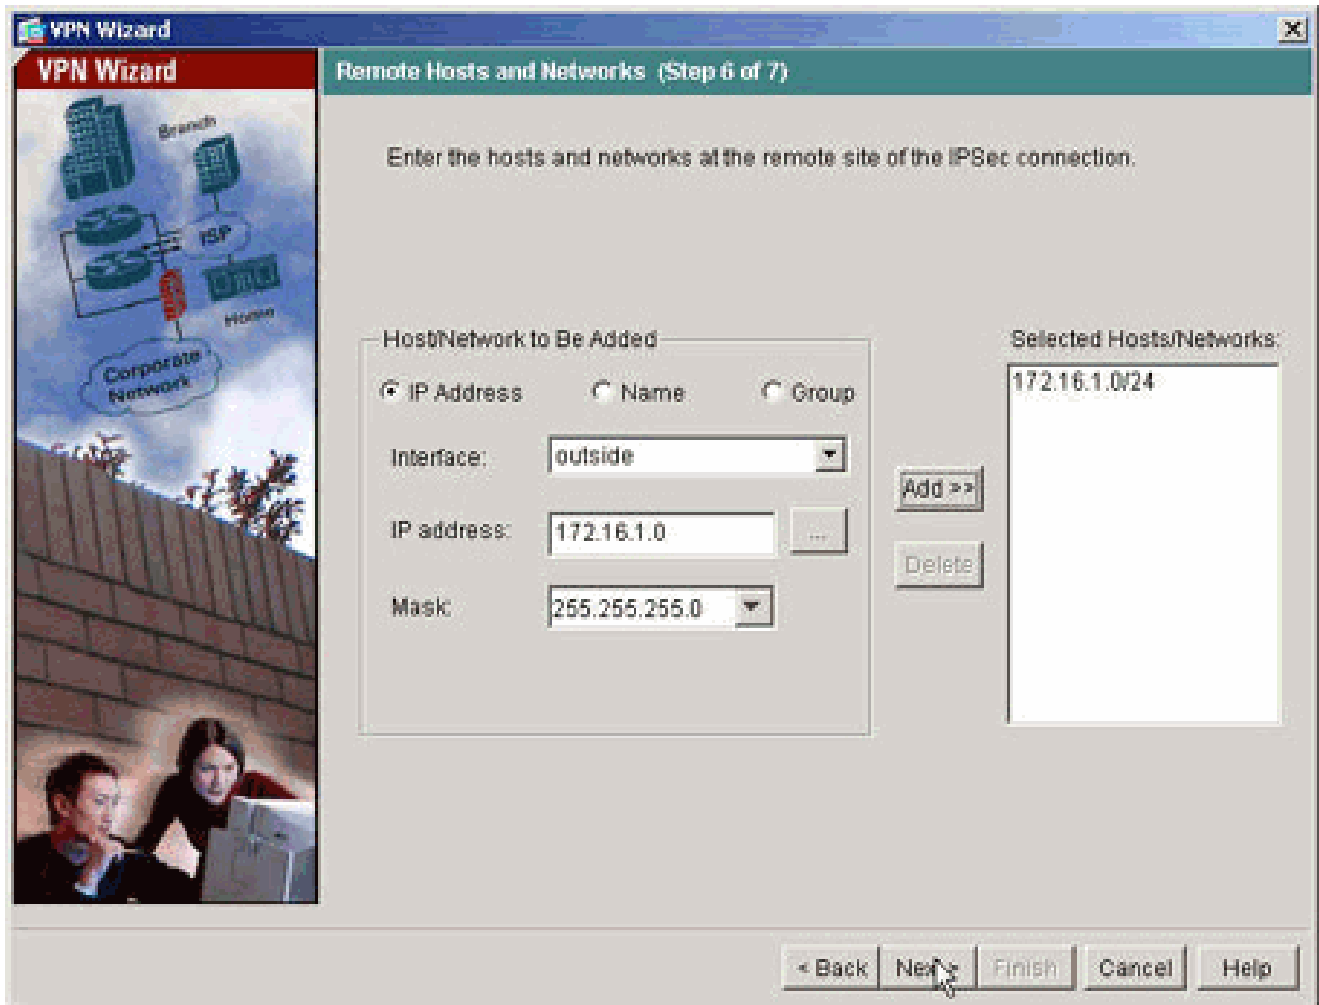 VPN Wizard
VPN Wizard
Remote Hosts and Networks (Step 6 of 7)
Branch
ISP
Home
Corporate
Network
Enter the hosts and networks at the remote site of the IPSec connection.
Host/Network to Be Added
IP Address Name Group
Interface: outside
IP address: 172.16.1.0 ...
Mask: 255.255.255.0
Add >>
Delete
Selected Hosts/Networks:
172.16.1.0/24
< Back Next > Finish Cancel Help